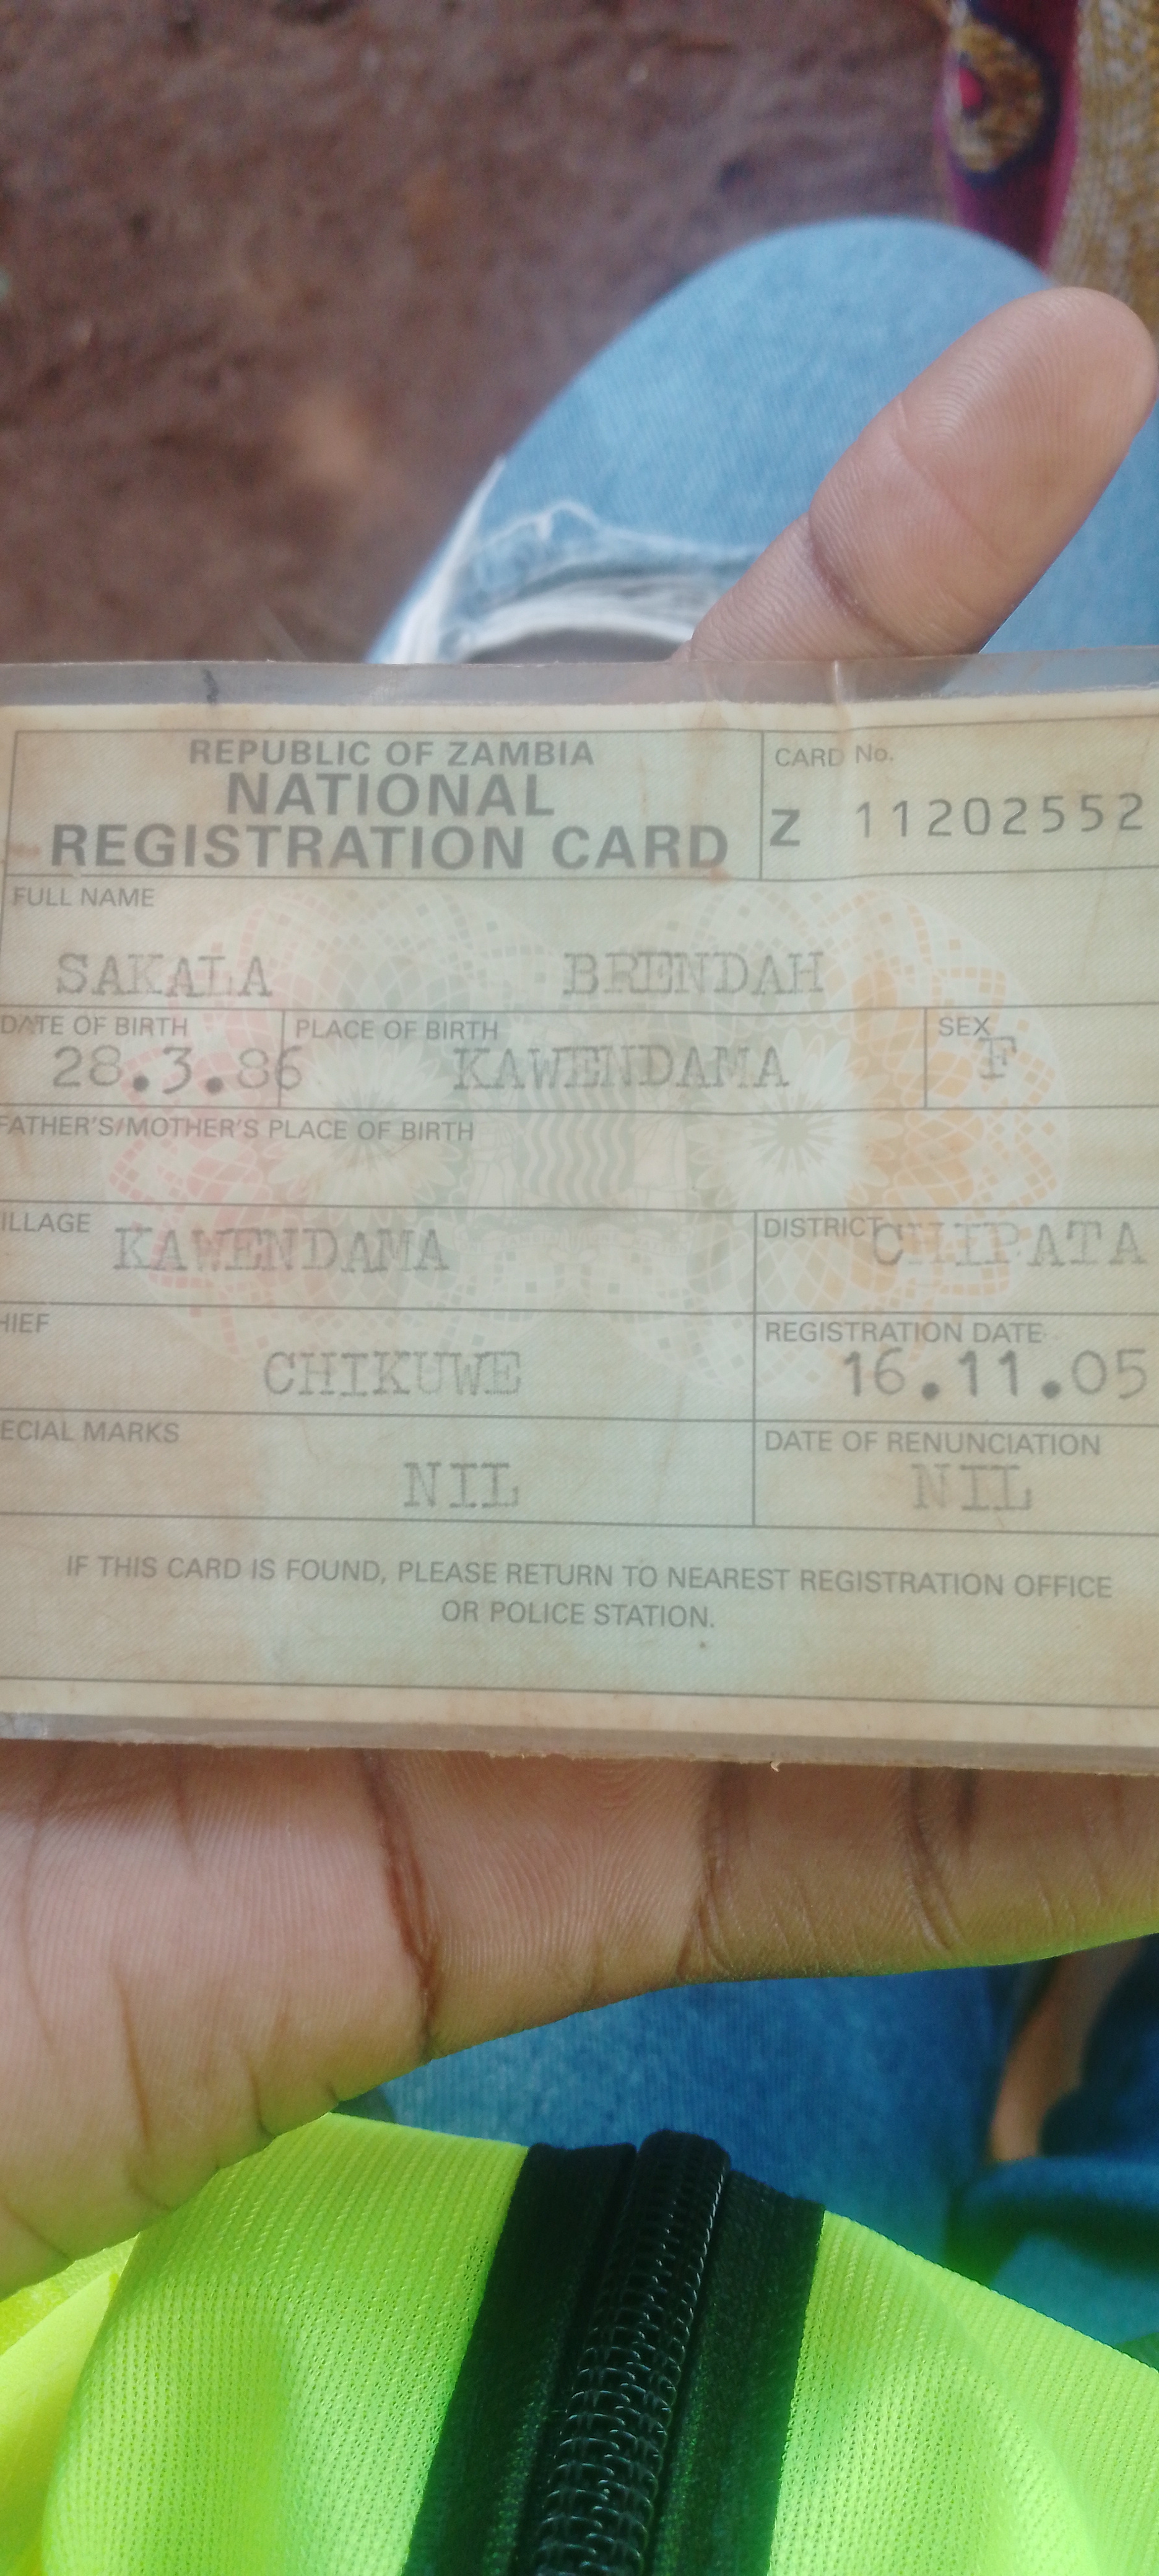 REPUBLIC OF ZAMBIA
NATIONAL
REGISTRATION CARD
CARD No.
Z 11202552
FULL NAME
SAKALA BRENDAH
DATE OF BIRTH PLACE OF BIRTH SEX
28.3.86 KAWENDAMA F
FATHER'S/MOTHER'S PLACE OF BIRTH
ILLAGE KAWENDAMA DISTRICT CHIPATA
HIEF REGISTRATION DATE
CHIKUWE 16.11.05
ECIAL MARKS DATE OF RENUNCIATION
NIL NIL
IF THIS CARD IS FOUND, PLEASE RETURN TO NEAREST REGISTRATION OFFICE
OR POLICE STATION.